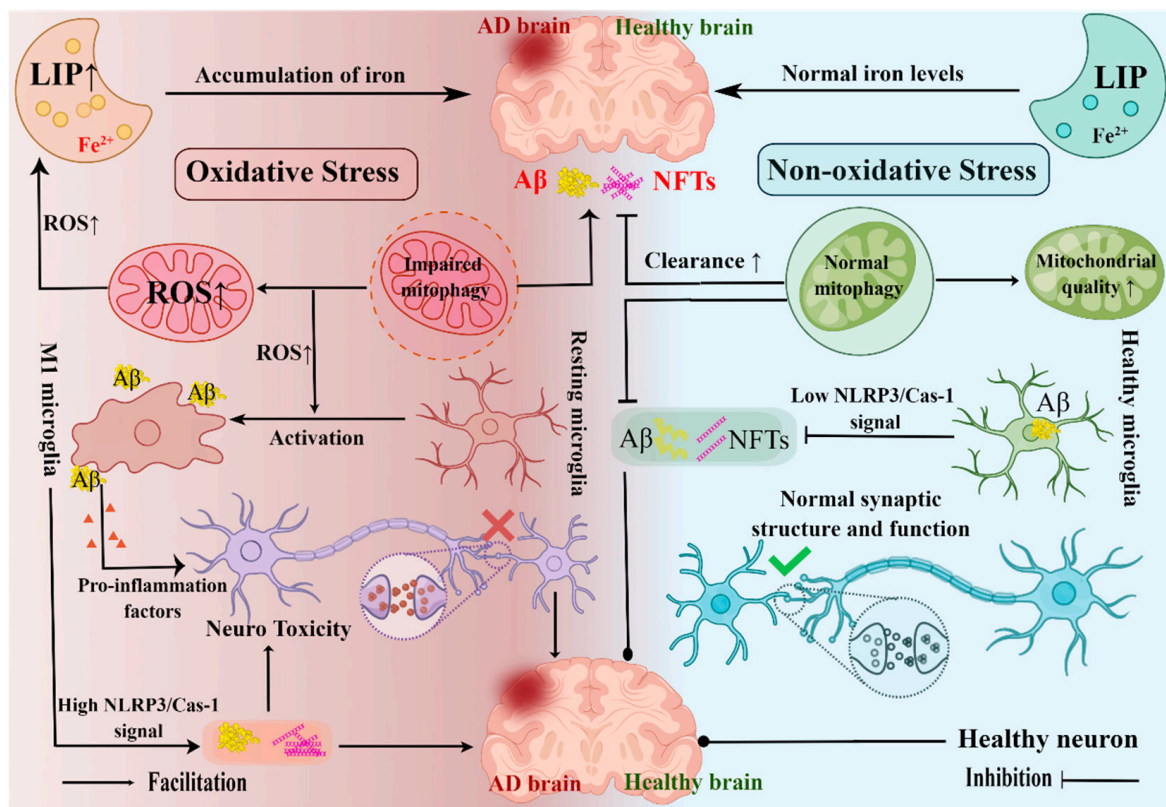 AD brain
Healthy brain
LIP↑
Fe²⁺
Accumulation of iron
Normal iron levels
LIP
Fe²⁺
Oxidative Stress
Aβ
NFTs
Non-oxidative Stress
ROS↑
ROS↑
Impaired
mitophagy
Clearance ↑
Normal
mitophagy
Mitochondrial
quality ↑
ROS↑
M1 microglia
Aβ
Aβ
Aβ
Activation
Resting microglia
Aβ
NFTs
Low NLRP3/Cas-1
signal
Aβ
Healthy microglia
Pro-inflammation
factors
Neuro Toxicity
Normal synaptic
structure and function
High NLRP3/Cas-1
signal
Facilitation
AD brain
Healthy brain
Healthy neuron
Inhibition